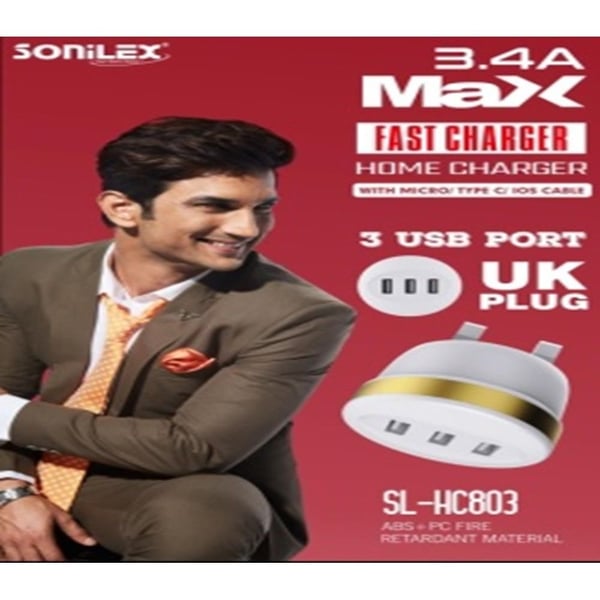 SONiLEX
3.4A
Max
FAST CHARGER
HOME CHARGER
WITH MICRO/ TYPE C/ IOS CABLE
3 USB PORT
UK
PLUG
SL-HC803
ABS+PC FIRE
RETARDANT MATERIAL